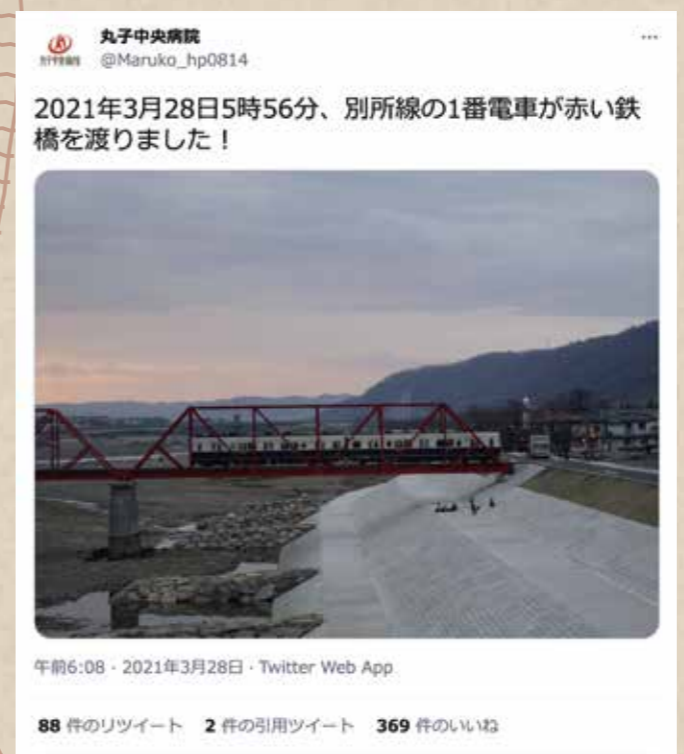 丸子中央病院
@Maruko_hp0814
2021年3月28日5時56分、別所線の1番電車が赤い鉄
橋を渡りました！
午前6:08 · 2021年3月28日 · Twitter Web App
88 件のリツイート 2 件の引用ツイート 369 件のいいね